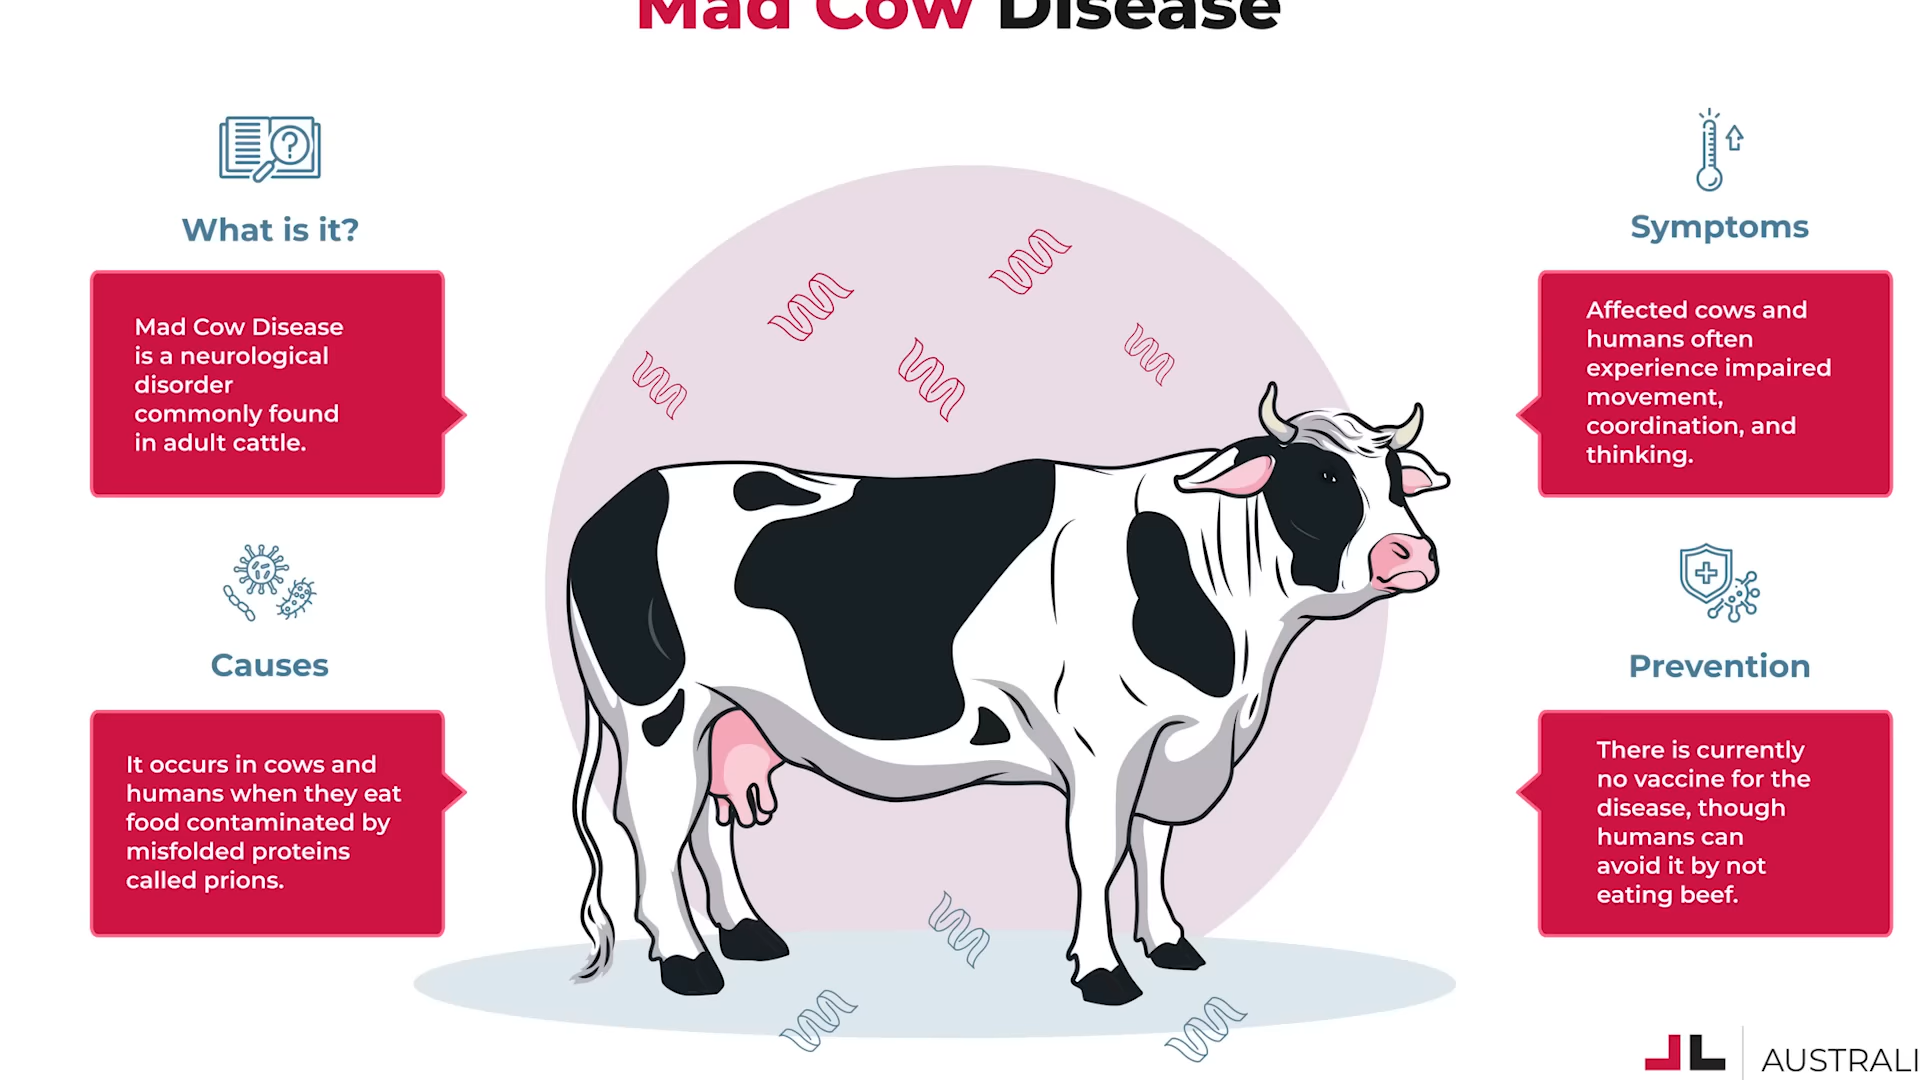 Mad Cow Disease
What is it?
Mad Cow Disease
is a neurological
disorder
commonly found
in adult cattle.
Causes
It occurs in cows and
humans when they eat
food contaminated by
misfolded proteins
called prions.
Symptoms
Affected cows and
humans often
experience impaired
movement,
coordination, and
thinking.
Prevention
There is currently
no vaccine for the
disease, though
humans can
avoid it by not
eating beef.
JL AUSTRALI